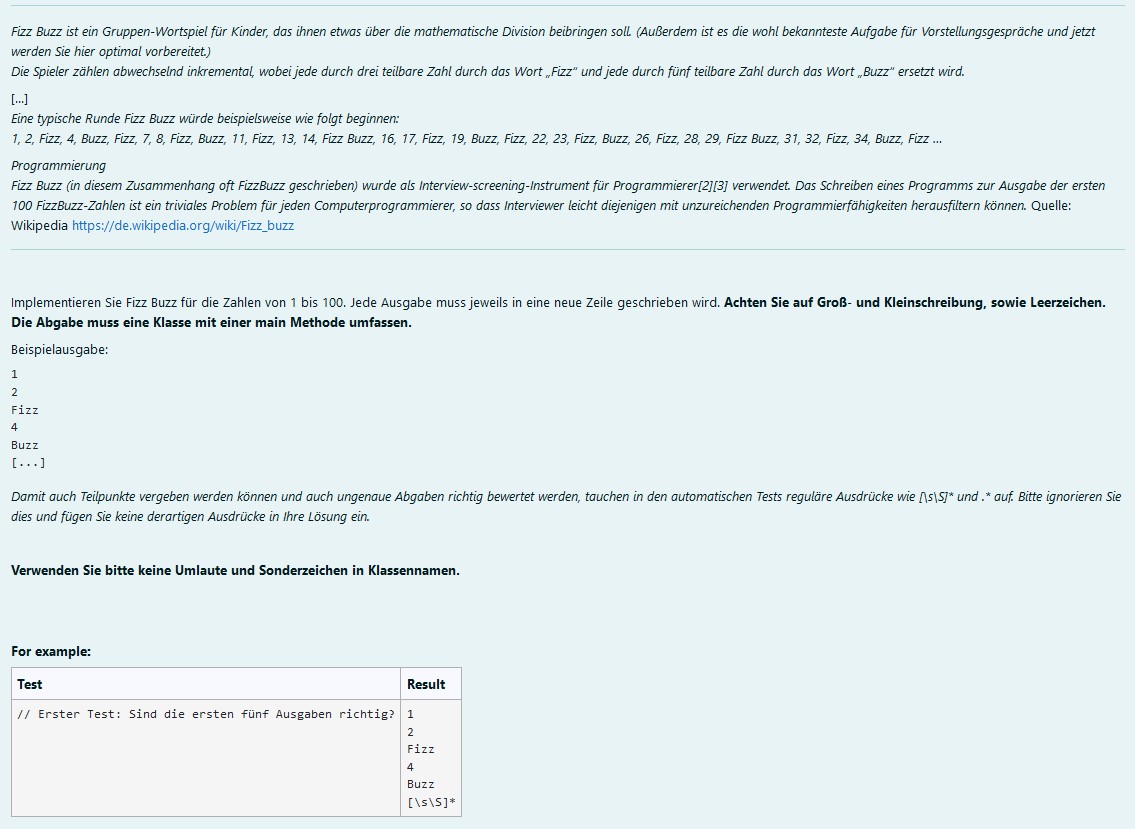 Fizz Buzz ist ein Gruppen-Wortspiel für Kinder, das ihnen etwas über die mathematische Division beibringen soll. (Außerdem ist es die wohl bekannteste Aufgabe für Vorstellungsgespräche und jetzt
werden Sie hier optimal vorbereitet.)
Die Spieler zählen abwechselnd inkremental, wobei jede durch drei teilbare Zahl durch das Wort „Fizz“ und jede durch fünf teilbare Zahl durch das Wort „Buzz“ ersetzt wird.
[...]
Eine typische Runde Fizz Buzz würde beispielsweise wie folgt beginnen:
1, 2, Fizz, 4, Buzz, Fizz, 7, 8, Fizz, Buzz, 11, Fizz, 13, 14, Fizz Buzz, 16, 17, Fizz, 19, Buzz, Fizz, 22, 23, Fizz, Buzz, 26, Fizz, 28, 29, Fizz Buzz, 31, 32, Fizz, 34, Buzz, Fizz ...
Programmierung
Fizz Buzz (in diesem Zusammenhang oft FizzBuzz geschrieben) wurde als Interview-screening-Instrument für Programmierer[2][3] verwendet. Das Schreiben eines Programms zur Ausgabe der ersten
100 FizzBuzz-Zahlen ist ein triviales Problem für jeden Computerprogrammierer, so dass Interviewer leicht diejenigen mit unzureichenden Programmierfähigkeiten herausfiltern können. Quelle:
Wikipedia https://de.wikipedia.org/wiki/Fizz_buzz
Implementieren Sie Fizz Buzz für die Zahlen von 1 bis 100. Jede Ausgabe muss jeweils in eine neue Zeile geschrieben wird. Achten Sie auf Groß- und Kleinschreibung, sowie Leerzeichen.
Die Abgabe muss eine Klasse mit einer main Methode umfassen.
Beispielausgabe:
1
2
Fizz
4
Buzz
[...]
Damit auch Teilpunkte vergeben werden können und auch ungenaue Abgaben richtig bewertet werden, tauchen in den automatischen Tests reguläre Ausdrücke wie [\s\S]* und .* auf. Bitte ignorieren Sie
dies und fügen Sie keine derartigen Ausdrücke in Ihre Lösung ein.
Verwenden Sie bitte keine Umlaute und Sonderzeichen in Klassennamen.
For example:
Test Result
// Erster Test: Sind die ersten fünf Ausgaben richtig? 1
2
Fizz
4
Buzz
[\s\S]*